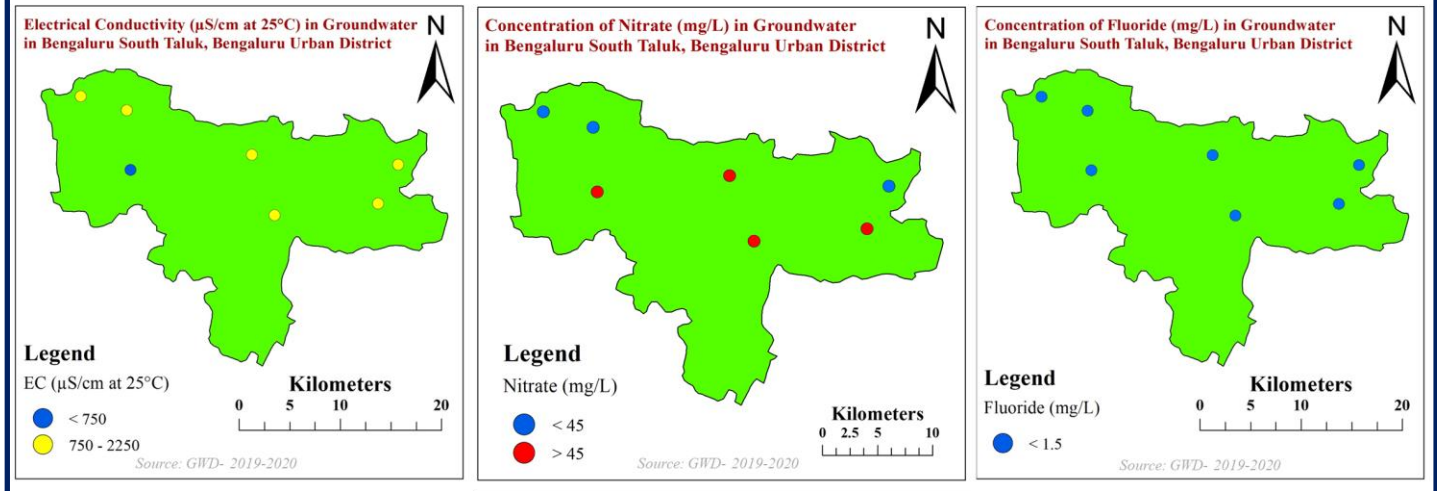 Electrical Conductivity (µS/cm at 25°C) in Groundwater
in Bengaluru South Taluk, Bengaluru Urban District
N
Legend
EC (µS/cm at 25°C)
< 750
750 - 2250
Kilometers
0 5 10 20
Source: GWD- 2019-2020
Concentration of Nitrate (mg/L) in Groundwater
in Bengaluru South Taluk, Bengaluru Urban District
N
Legend
Nitrate (mg/L)
< 45
> 45
Kilometers
0 2.5 5 10
Source: GWD- 2019-2020
Concentration of Fluoride (mg/L) in Groundwater
in Bengaluru South Taluk, Bengaluru Urban District
N
Legend
Fluoride (mg/L)
< 1.5
Kilometers
0 5 10 20
Source: GWD- 2019-2020